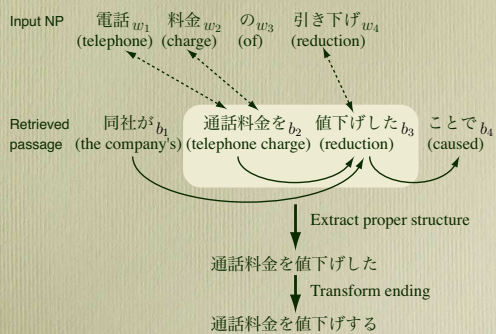 Input NP 電話w1 料金w2 のw3 引き下げw4
(telephone) (charge) (of) (reduction)
Retrieved passage 同社がb1 通話料金をb2 値下げしたb3 ことでb4
(the company's) (telephone charge) (reduction) (caused)
Extract proper structure
通話料金を値下げした
Transform ending
通話料金を値下げする